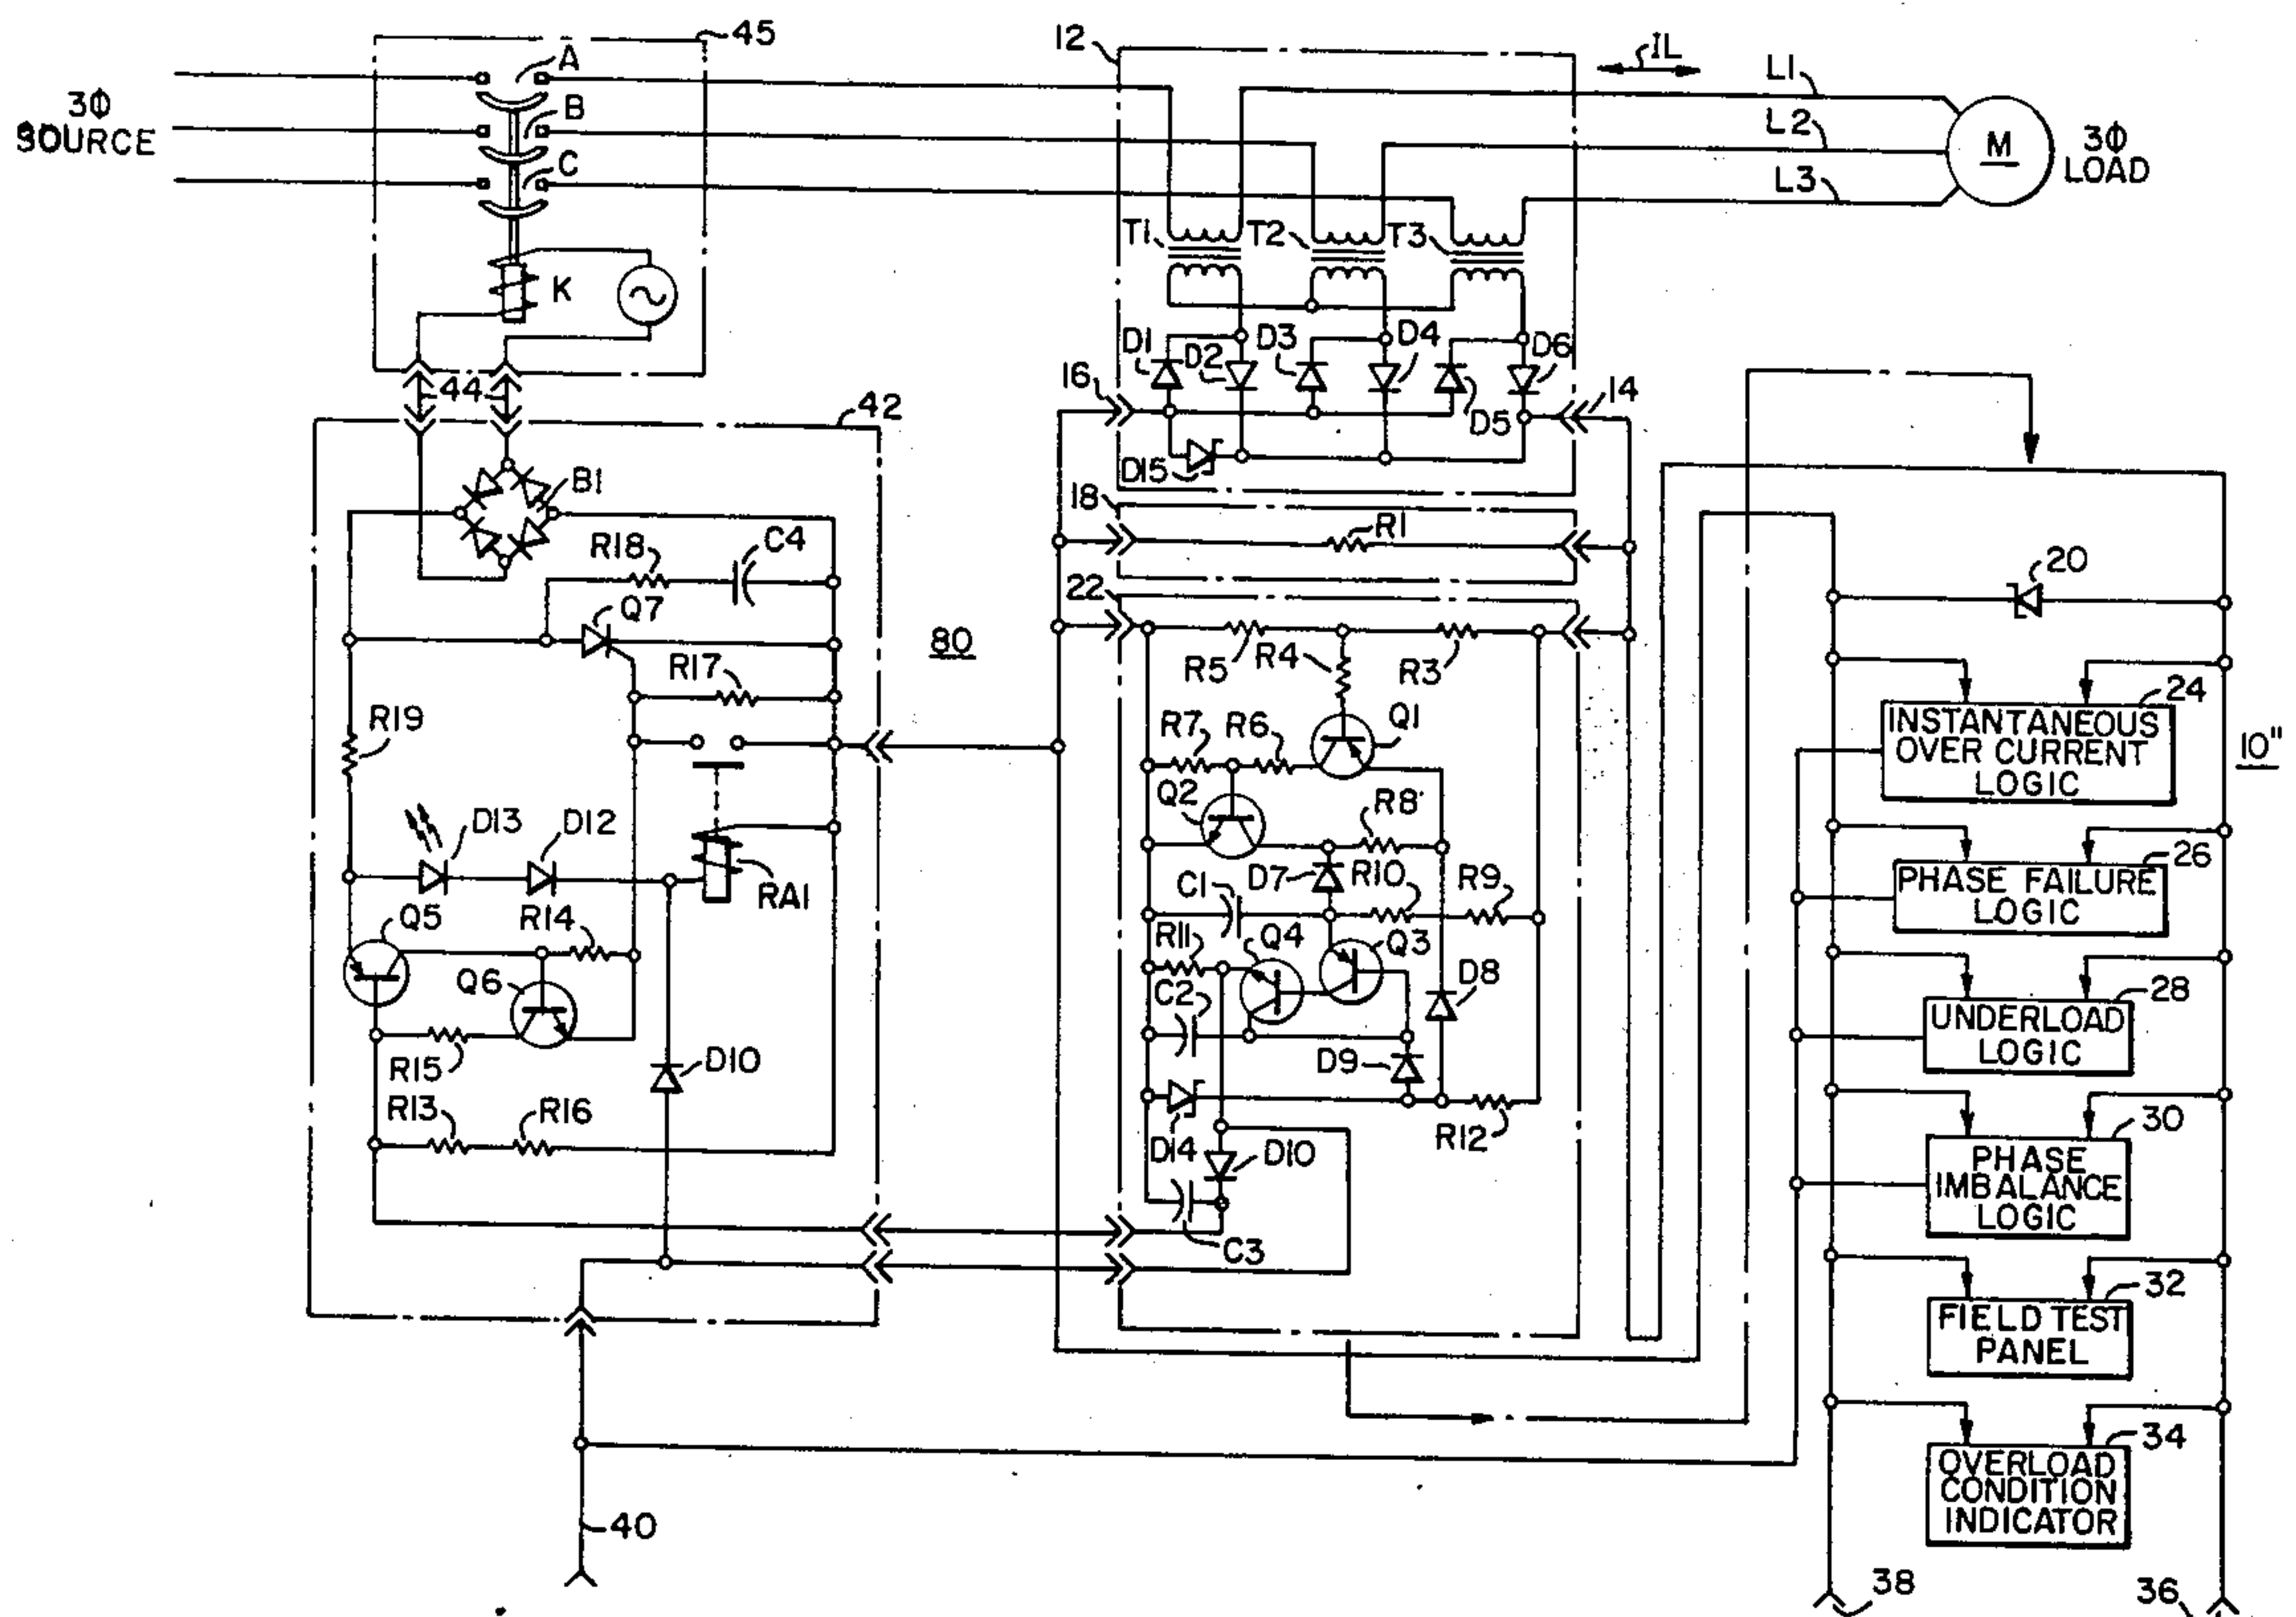 45
A
3Φ
SOURCE
B
C
K
44
12
IL
L1
L2
L3
M
3Φ
LOAD
T1
T2
T3
D1
D2
D3
D4
D6
16
14
D5
D15
42
B1
R18
C4
Q7
R17
R19
D13
D12
RA1
R14
Q5
Q6
R15
D10
R13
R16
80
18
R1
22
R5
R4
R3
R7
R6
Q1
Q2
R8
D7
R10
R9
C1
R11
Q4
Q3
C2
D8
D9
D14
D10
R12
C3
20
24
INSTANTANEOUS
OVER CURRENT
LOGIC
10"
26
PHASE FAILURE
LOGIC
28
UNDERLOAD
LOGIC
30
PHASE
IMBALANCE
LOGIC
32
FIELD TEST
PANEL
34
OVERLOAD
CONDITION
INDICATOR
40
38
36